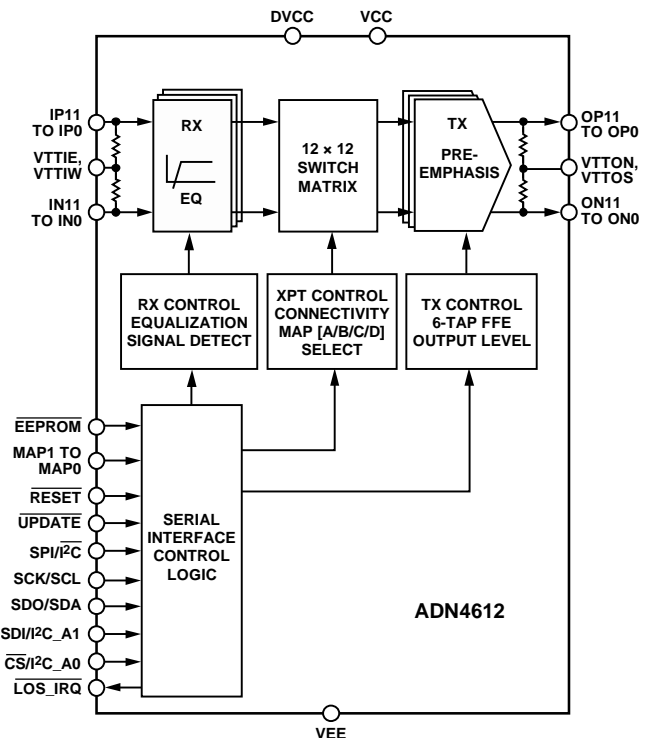 DVCC
VCC
IP11
TO IP0
VTTIE,
VTTIW
IN11
TO IN0
RX
EQ
12 × 12
SWITCH
MATRIX
TX
PRE-
EMPHASIS
OP11
TO OP0
VTTON,
VTTOS
ON11
TO ON0
RX CONTROL
EQUALIZATION
SIGNAL DETECT
XPT CONTROL
CONNECTIVITY
MAP [A/B/C/D]
SELECT
TX CONTROL
6-TAP FFE
OUTPUT LEVEL
EEPROM
MAP1 TO
MAP0
RESET
UPDATE
SPI/I²C
SCK/SCL
SDO/SDA
SDI/I²C_A1
CS/I²C_A0
LOS_IRQ
SERIAL
INTERFACE
CONTROL
LOGIC
ADN4612
VEE